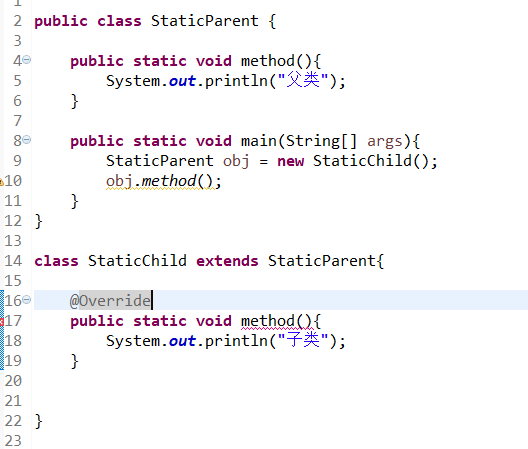 1
2 public class StaticParent {
3
4 public static void method(){
5 System.out.println("父类");
6 }
7
8 public static void main(String[] args){
9 StaticParent obj = new StaticChild();
10 obj.method();
11 }
12 }
13
14 class StaticChild extends StaticParent{
15
16 @Override
17 public static void method(){
18 System.out.println("子类");
19 }
20
21
22 }
23